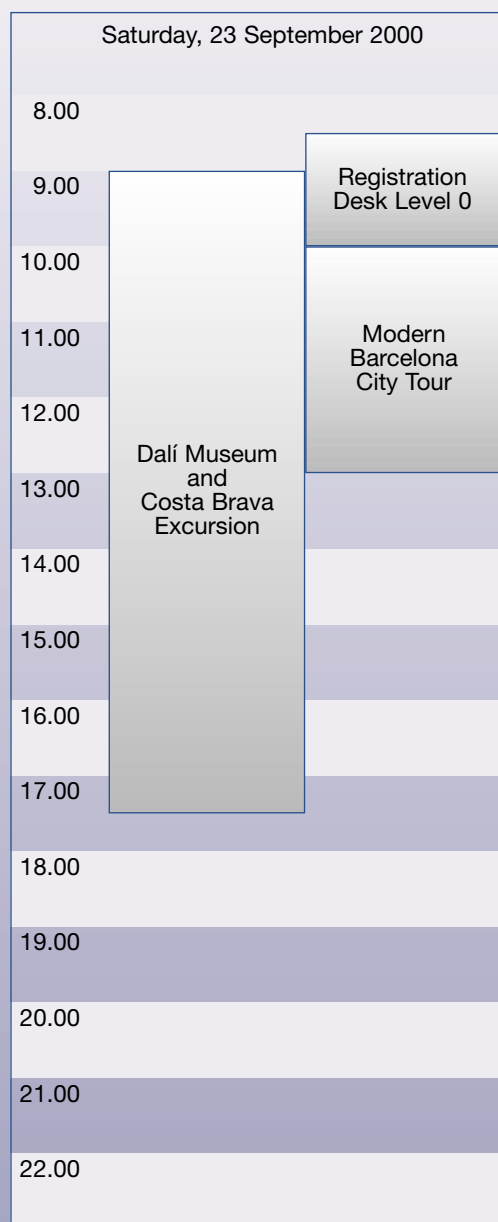 Saturday, 23 September 2000
8.00
9.00
10.00
11.00
12.00
13.00
14.00
15.00
16.00
17.00
18.00
19.00
20.00
21.00
22.00
Dalí Museum
and
Costa Brava
Excursion
Registration
Desk Level 0
Modern
Barcelona
City Tour